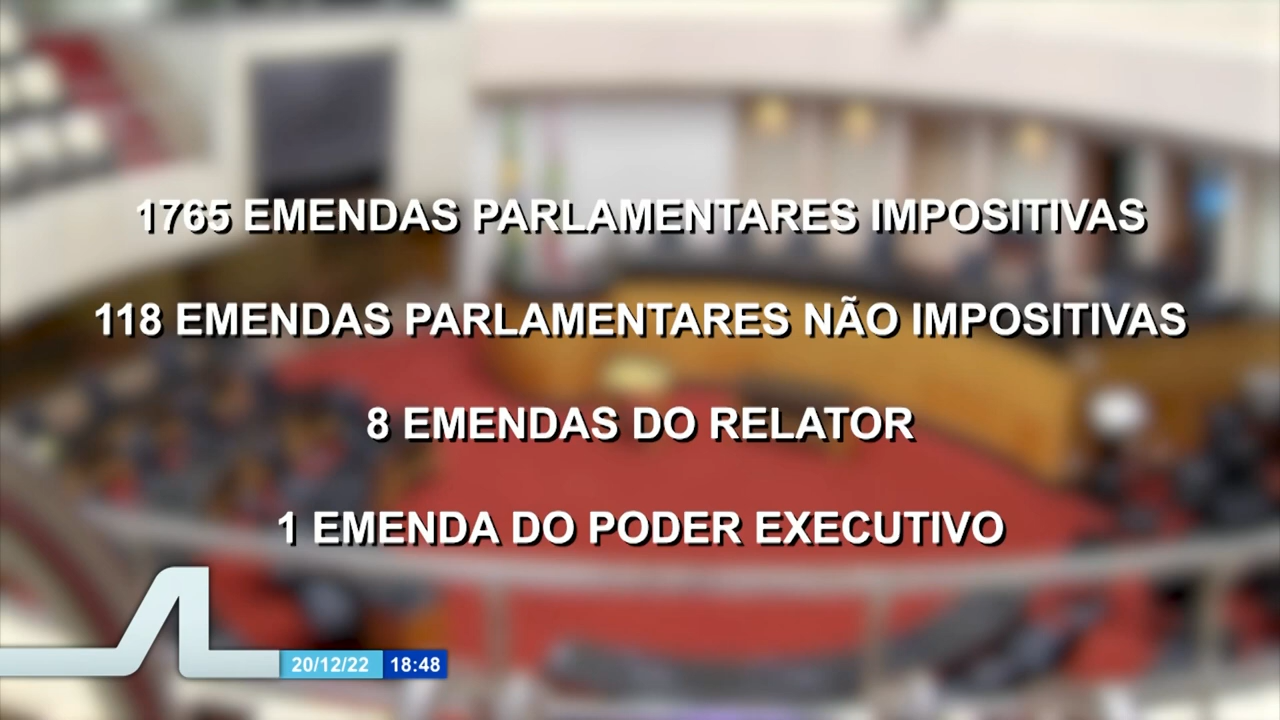 1765 EMENDAS PARLAMENTARES IMPOSITIVAS
118 EMENDAS PARLAMENTARES NÃO IMPOSITIVAS
8 EMENDAS DO RELATOR
1 EMENDA DO PODER EXECUTIVO
20/12/22 18:48